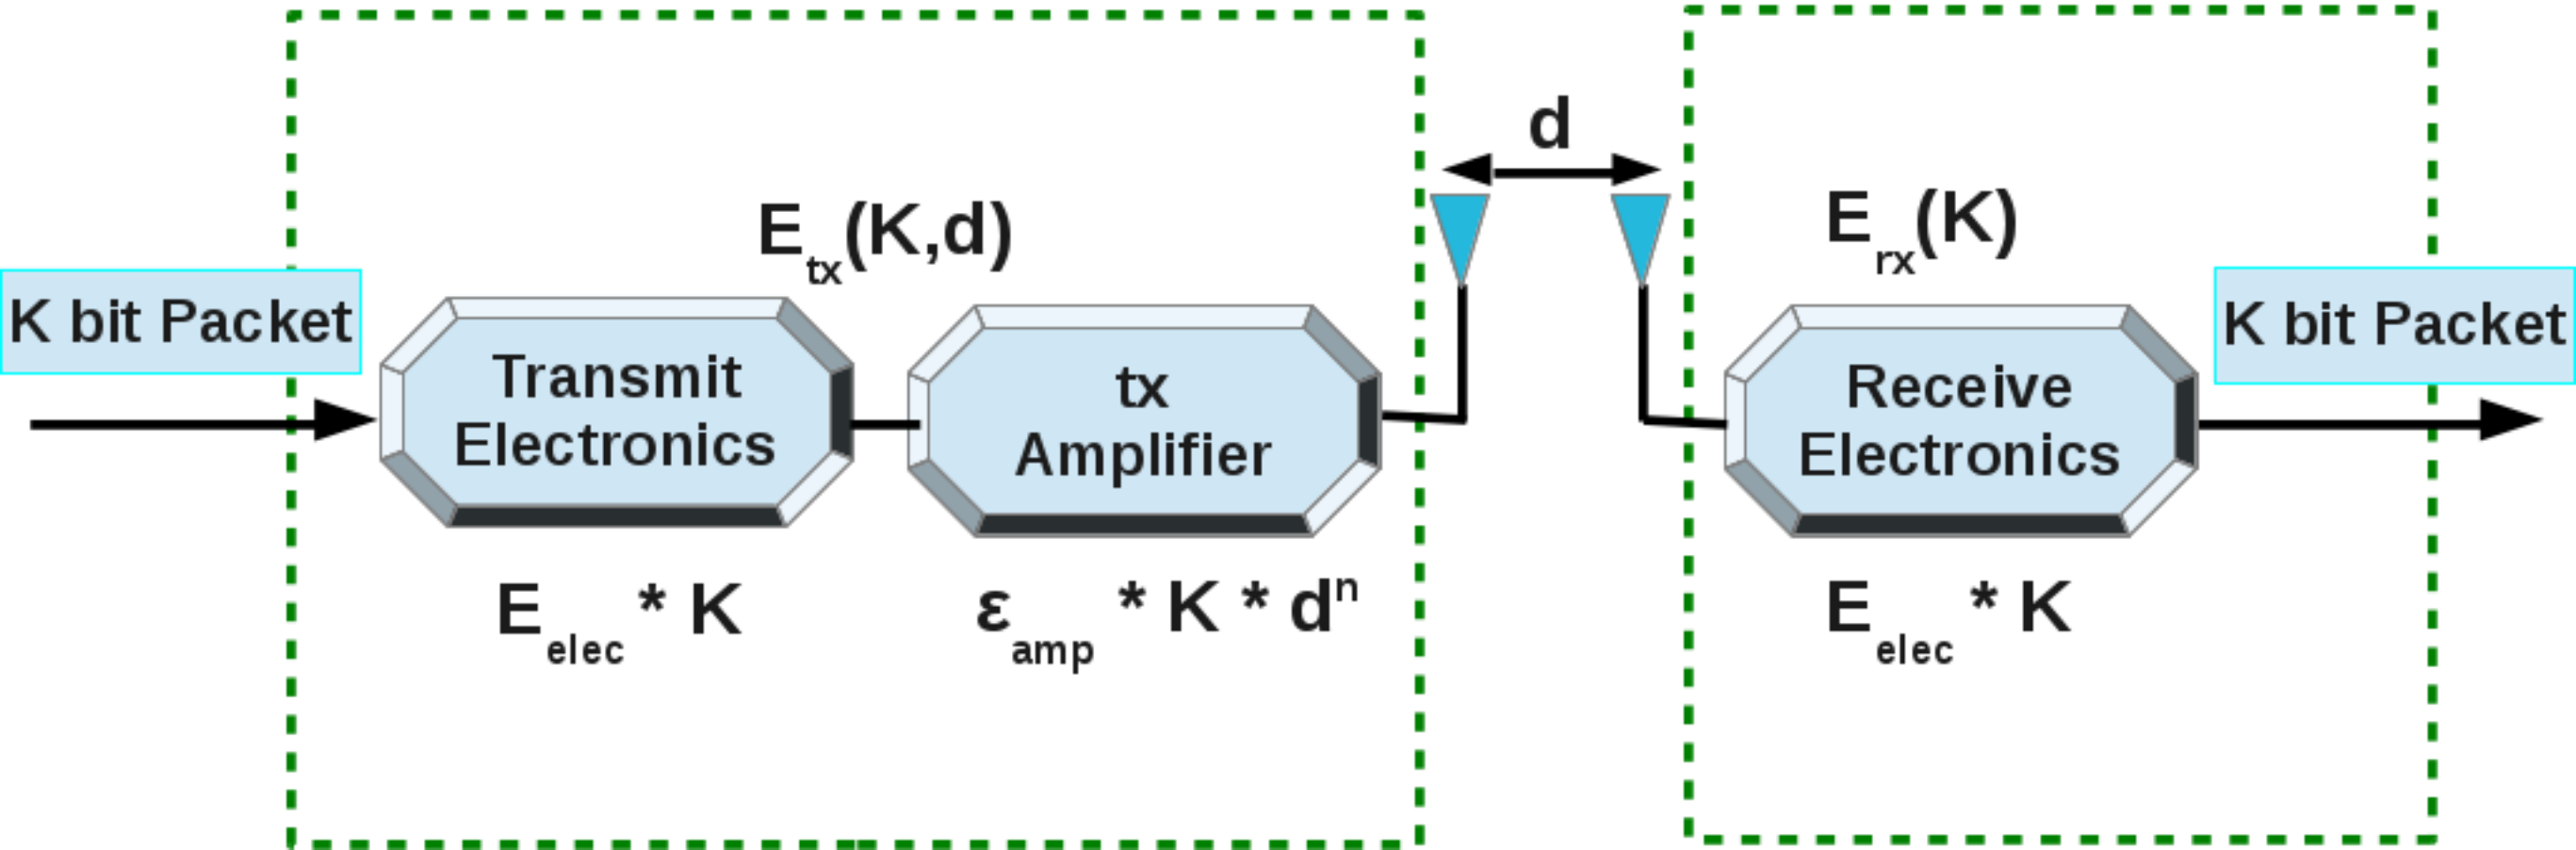 d
E_tx(K,d)
E_rx(K)
K bit Packet
K bit Packet
Transmit
Electronics
tx
Amplifier
Receive
Electronics
E_elec * K
ε_amp * K * d^n
E_elec * K